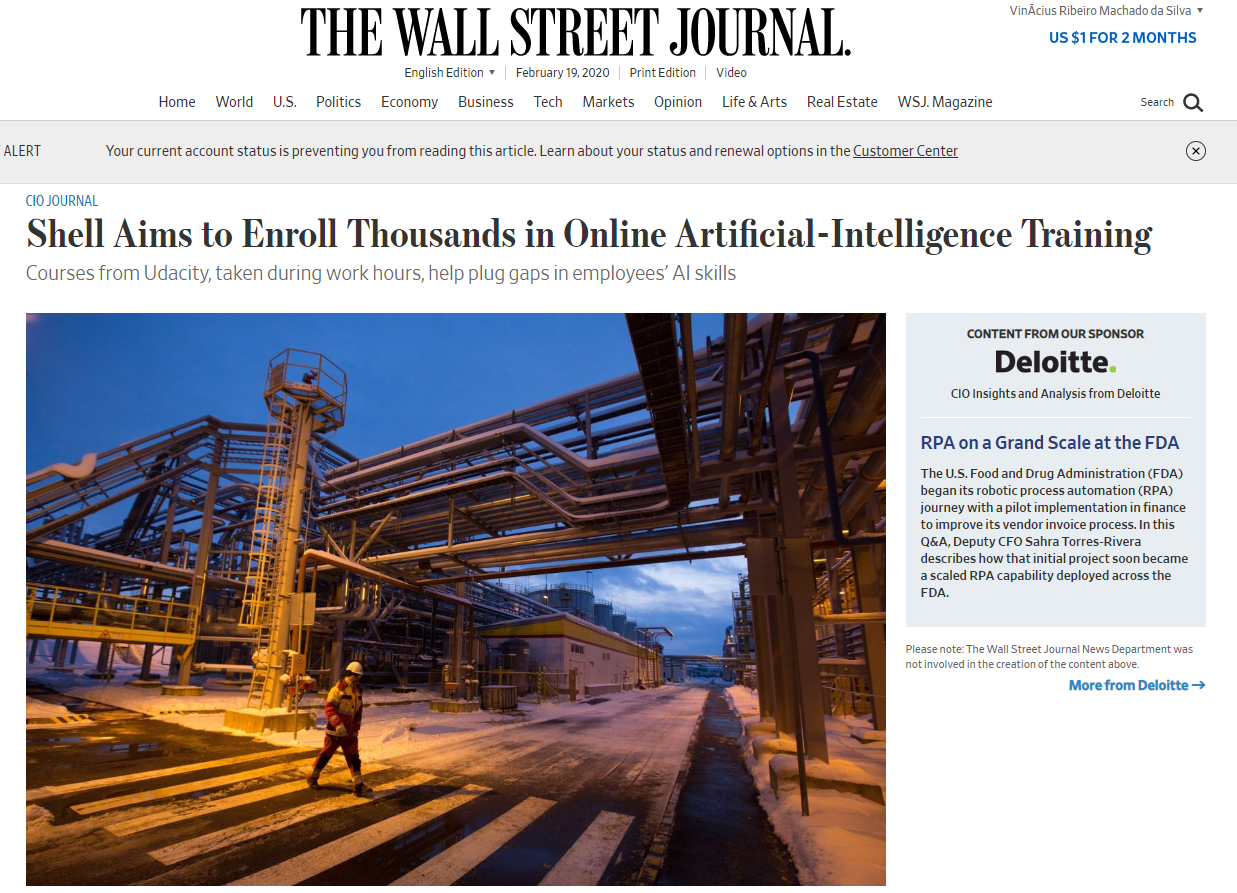 THE WALL STREET JOURNAL.
VinÃcius Ribeiro Machado da Silva ▼
US $1 FOR 2 MONTHS
English Edition ▼ February 19, 2020 Print Edition Video
Home World U.S. Politics Economy Business Tech Markets Opinion Life & Arts Real Estate WSJ. Magazine
Search
ALERT
Your current account status is preventing you from reading this article. Learn about your status and renewal options in the Customer Center
CIO JOURNAL
Shell Aims to Enroll Thousands in Online Artificial-Intelligence Training
Courses from Udacity, taken during work hours, help plug gaps in employees’ AI skills
CONTENT FROM OUR SPONSOR
Deloitte.
CIO Insights and Analysis from Deloitte
RPA on a Grand Scale at the FDA
The U.S. Food and Drug Administration (FDA)
began its robotic process automation (RPA)
journey with a pilot implementation in finance
to improve its vendor invoice process. In this
Q&A, Deputy CFO Sahra Torres-Rivera
describes how that initial project soon became
a scaled RPA capability deployed across the
FDA.
Please note: The Wall Street Journal News Department was
not involved in the creation of the content above.
More from Deloitte →